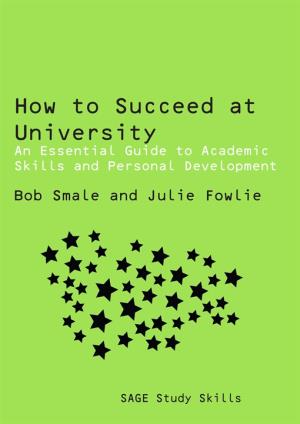 How to Succeed at
University
An Essential Guide to Academic
Skills and Personal Development
Bob Smale and Julie Fowlie
SAGE Study Skills